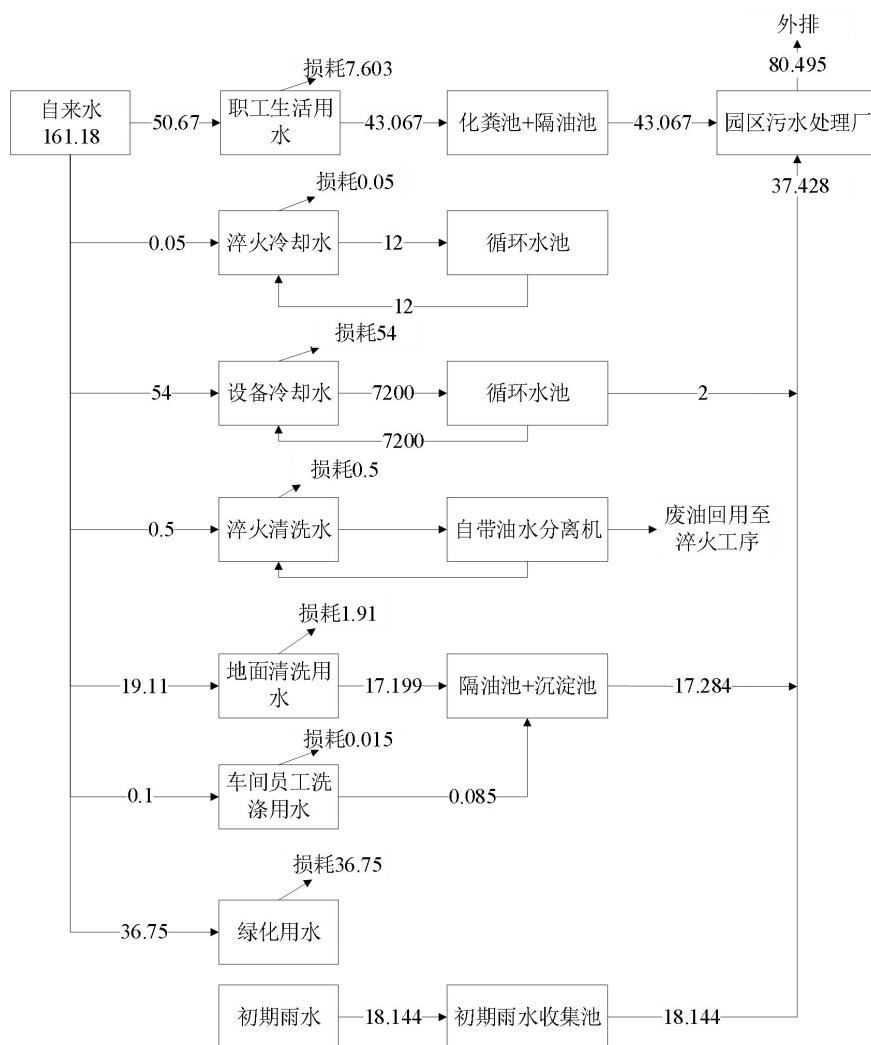 外排
80.495
损耗7.603
自来水
161.18
50.67
职工生活用
水
43.067
化粪池+隔油池
43.067
园区污水处理厂
37.428
损耗0.05
0.05
淬火冷却水
12
循环水池
12
损耗54
54
设备冷却水
7200
循环水池
2
7200
损耗0.5
0.5
淬火清洗水
自带油水分离机
废油回用至
淬火工序
损耗1.91
19.11
地面清洗用
水
17.199
隔油池+沉淀池
17.284
损耗0.015
0.1
车间员工洗
涤用水
0.085
损耗36.75
36.75
绿化用水
初期雨水
18.144
初期雨水收集池
18.144